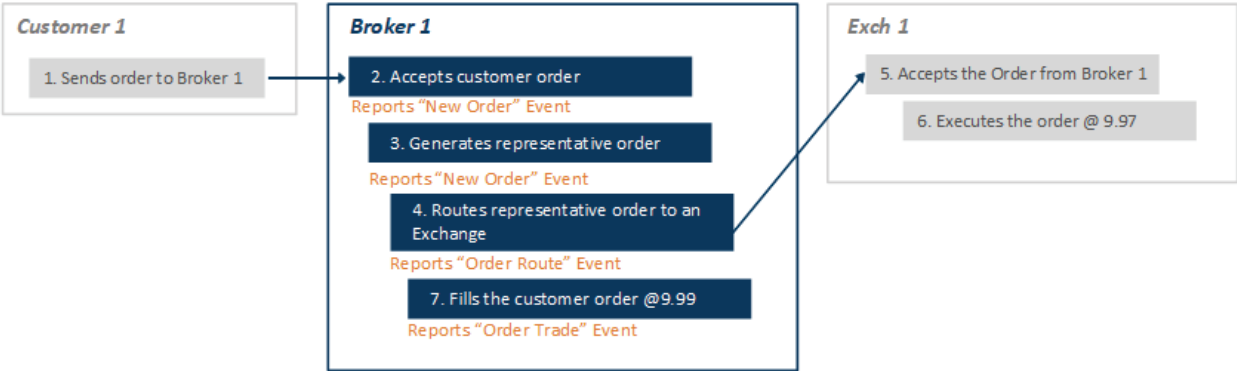 Customer 1
1. Sends order to Broker 1
Broker 1
2. Accepts customer order
Reports “New Order” Event
3. Generates representative order
Reports “New Order” Event
4. Routes representative order to an
Exchange
Reports “Order Route” Event
7. Fills the customer order @9.99
Reports “Order Trade” Event
Exch 1
5. Accepts the Order from Broker 1
6. Executes the order @ 9.97